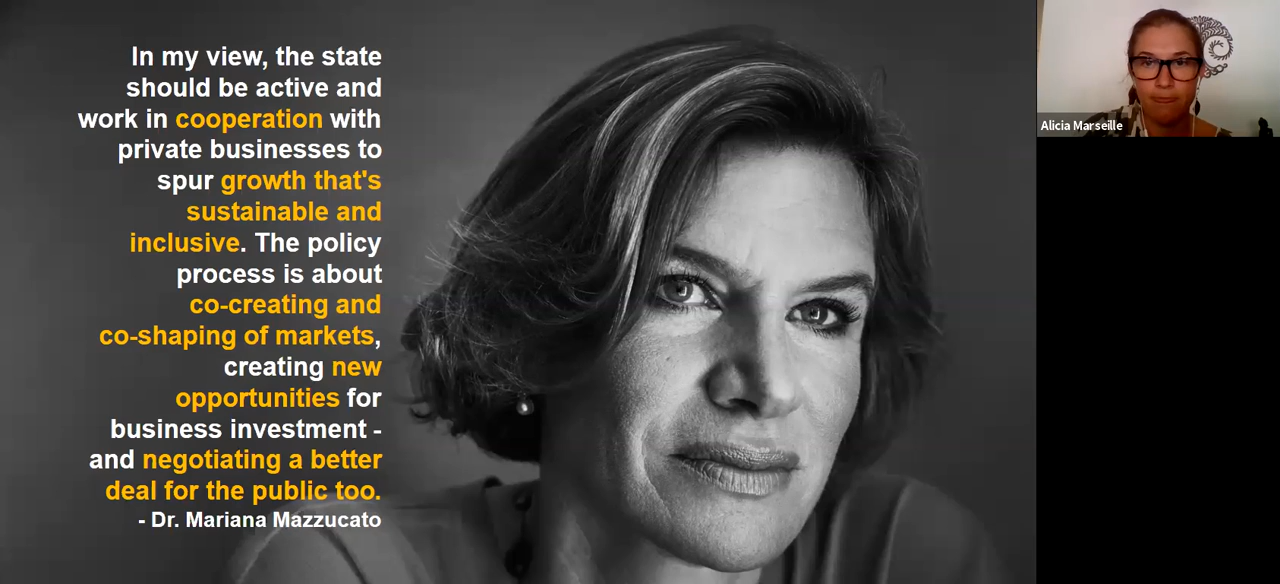 In my view, the state
should be active and
work in cooperation with
private businesses to
spur growth that's
sustainable and
inclusive. The policy
process is about
co-creating and
co-shaping of markets,
creating new
opportunities for
business investment -
and negotiating a better
deal for the public too.
- Dr. Mariana Mazzucato
Alicia Marseille